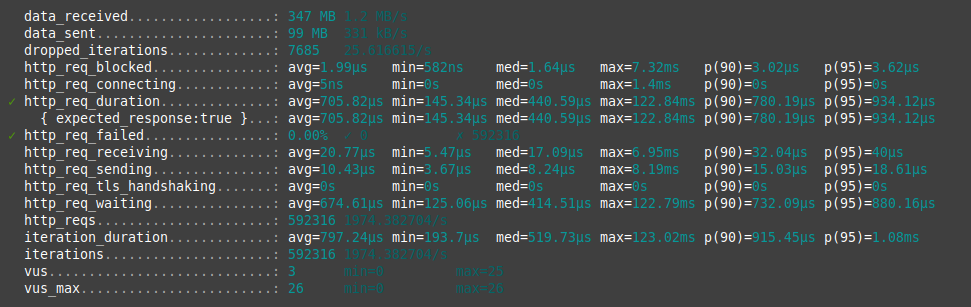 data_received..................: 347 MB 1.2 MB/s
data_sent......................: 99 MB 331 kB/s
dropped_iterations.............: 7685 25.616615/s
http_req_blocked...............: avg=1.99µs min=582ns med=1.64µs max=7.32ms p(90)=3.02µs p(95)=3.62µs
http_req_connecting............: avg=5ns min=0s med=0s max=1.4ms p(90)=0s p(95)=0s
✓ http_req_duration..............: avg=705.82µs min=145.34µs med=440.59µs max=122.84ms p(90)=780.19µs p(95)=934.12µs
{ expected_response:true }...: avg=705.82µs min=145.34µs med=440.59µs max=122.84ms p(90)=780.19µs p(95)=934.12µs
✓ http_req_failed................: 0.00% ✓ 0 ✗ 592316
http_req_receiving.............: avg=20.77µs min=5.47µs med=17.09µs max=6.95ms p(90)=32.04µs p(95)=40µs
http_req_sending...............: avg=10.43µs min=3.67µs med=8.24µs max=8.19ms p(90)=15.03µs p(95)=18.61µs
http_req_tls_handshaking.......: avg=0s min=0s med=0s max=0s p(90)=0s p(95)=0s
http_req_waiting...............: avg=674.61µs min=125.06µs med=414.51µs max=122.79ms p(90)=732.09µs p(95)=880.16µs
http_reqs......................: 592316 1974.382704/s
iteration_duration.............: avg=797.24µs min=193.7µs med=519.73µs max=123.02ms p(90)=915.45µs p(95)=1.08ms
iterations.....................: 592316 1974.382704/s
vus............................: 3 min=0 max=25
vus_max........................: 26 min=0 max=26